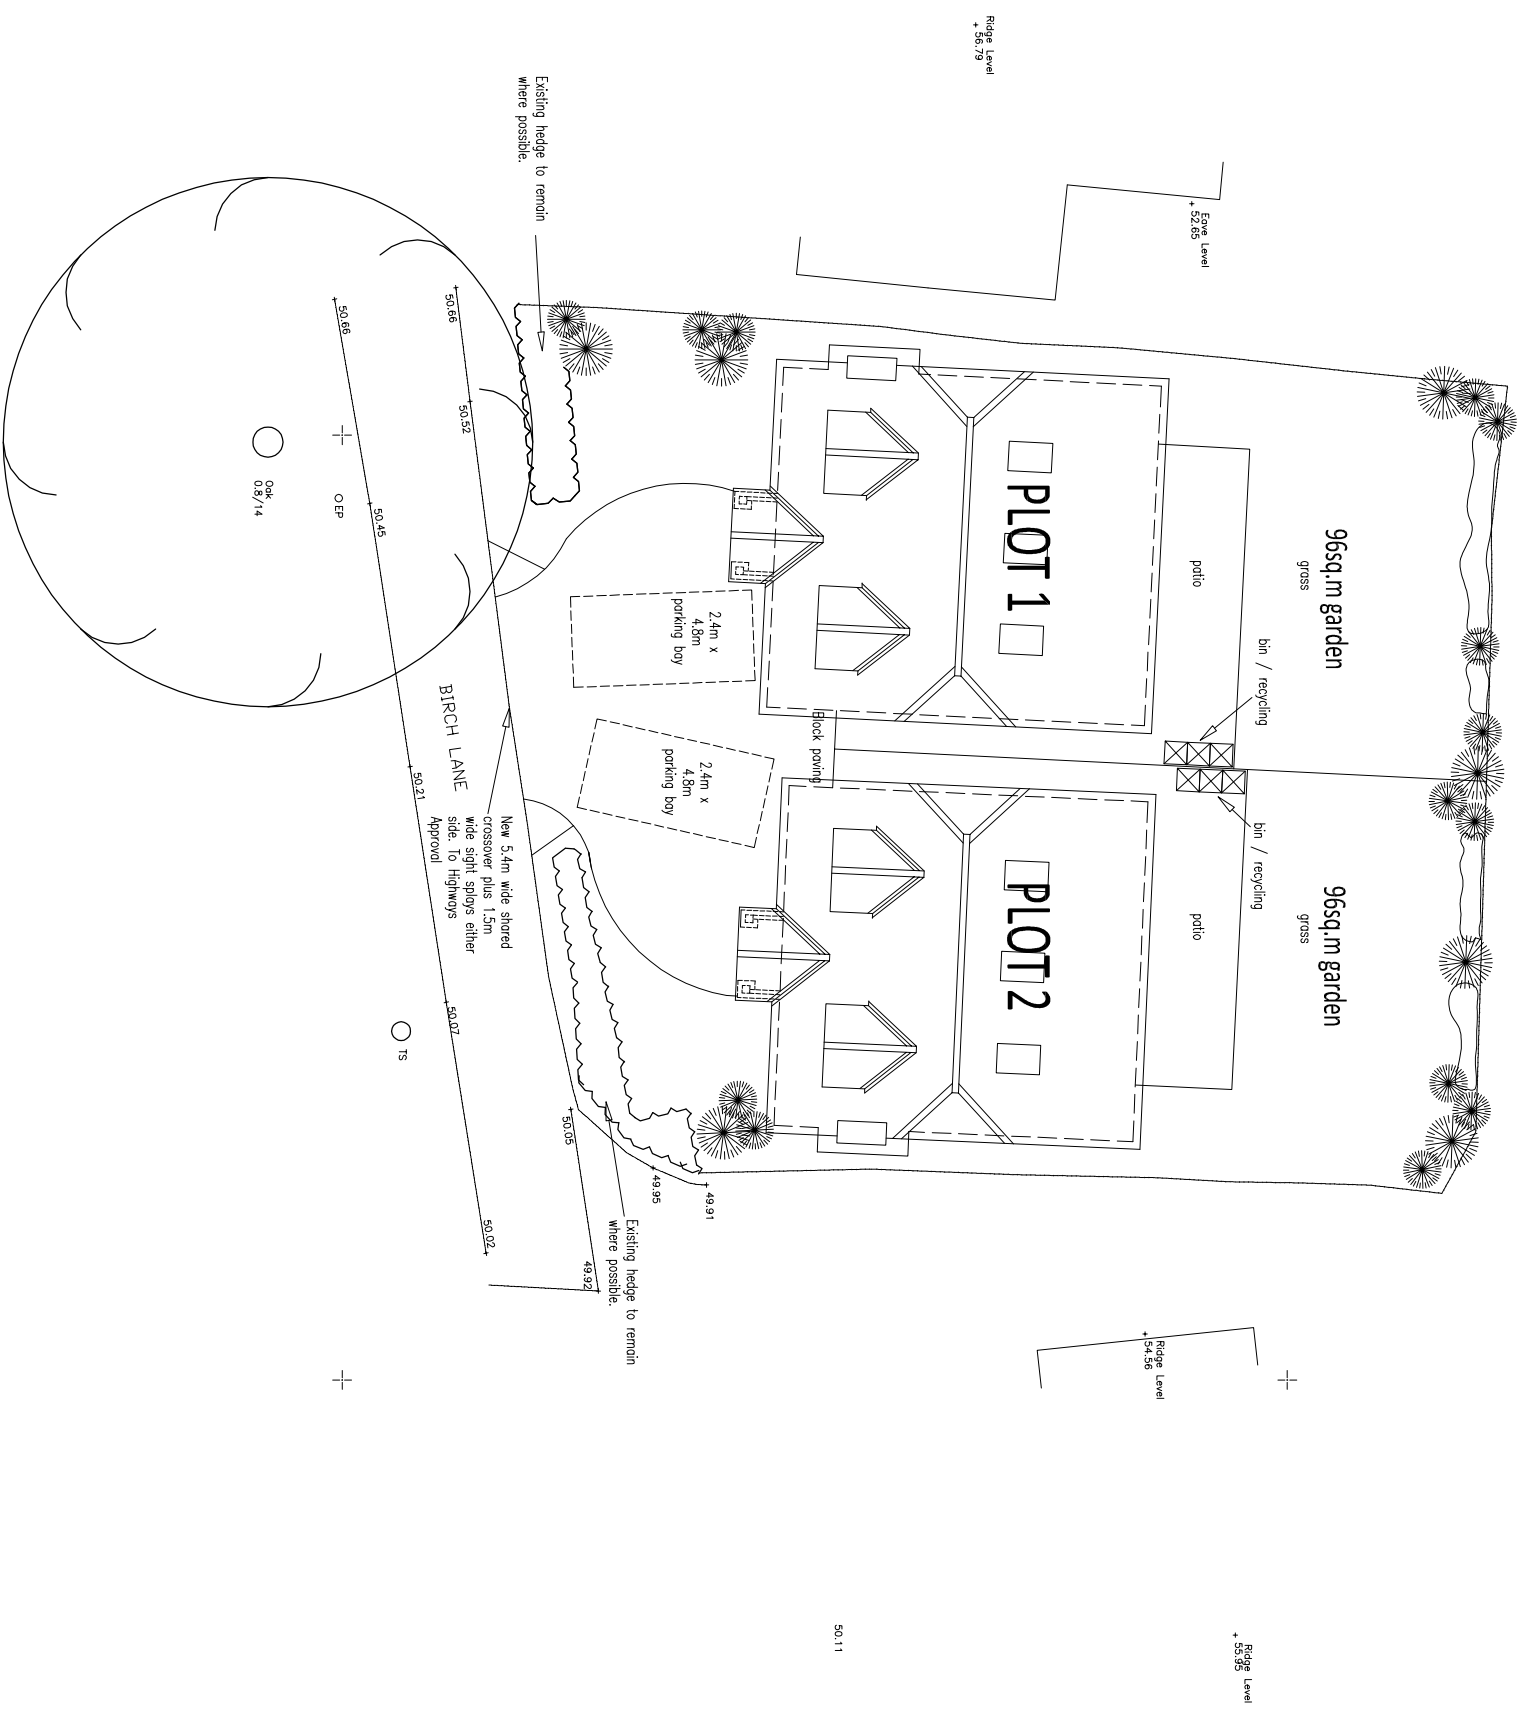 Ridge Level
+ 56.79
Eave Level
+ 52.65
Existing hedge to remain
where possible.
50.66
50.66
50.52
50.45
Oak
0.8/14
EP
96sq.m garden
grass
patio
PLOT 1
2.4m x
4.8m
parking bay
bin / recycling
Block paving
2.4m x
4.8m
parking bay
BIRCH LANE
50.21
New 5.4m wide shared
crossover plus 1.5m
wide sight splays either
side. To Highways
Approval
bin / recycling
96sq.m garden
grass
patio
PLOT 2
50.07
TS
50.05
49.95
49.91
50.02
49.92
Existing hedge to remain
where possible.
Ridge Level
+ 54.56
50.11
Ridge Level
+ 55.95